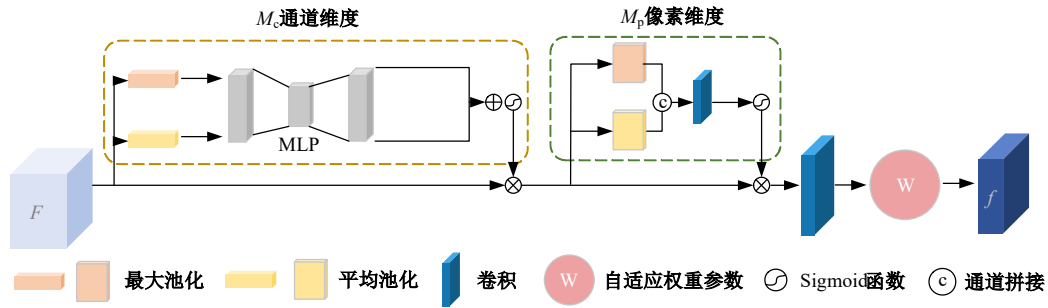 Mc通道维度
Mp像素维度
c
MLP
F
W
f
最大池化
平均池化
卷积
W
自适应权重参数
Sigmoid函数
c
通道拼接